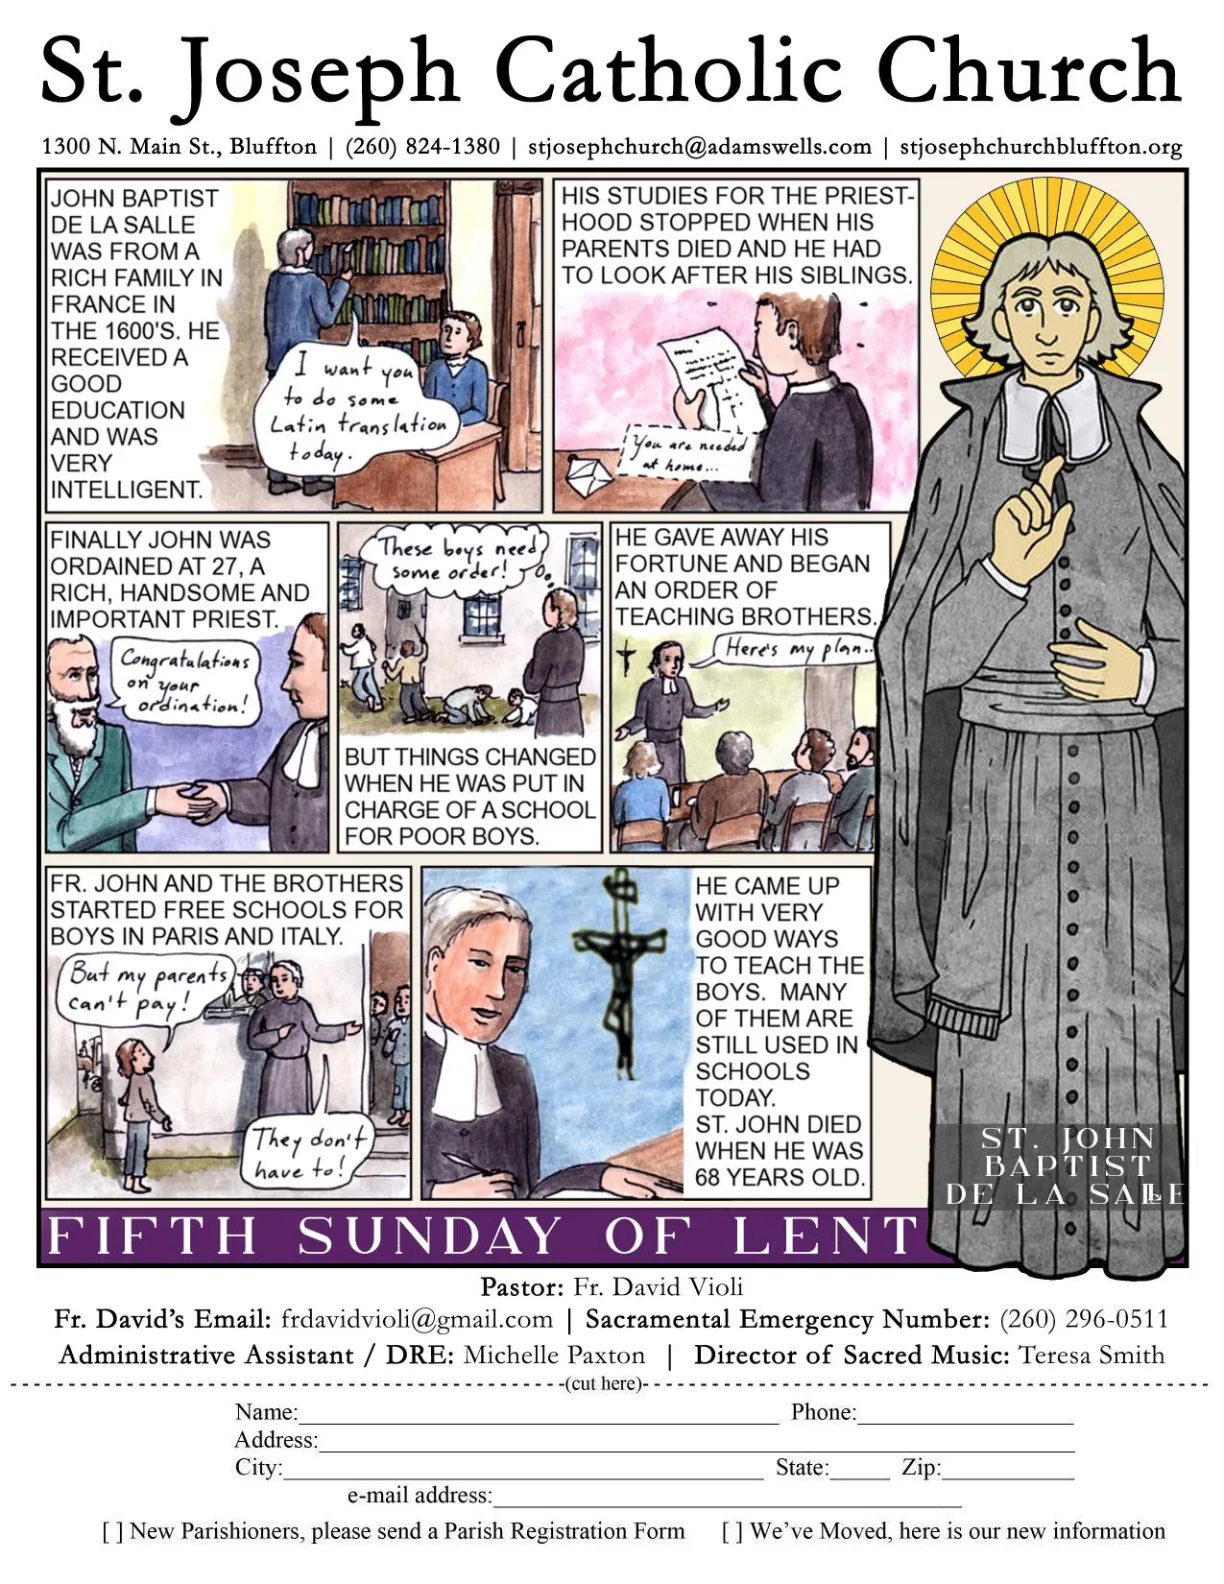 St. Joseph Catholic Church
1300 N. Main St., Bluffton | (260) 824-1380 | stjosephchurch@adamswells.com | stjosephchurchbluffton.org
JOHN BAPTIST
DE LA SALLE
WAS FROM A
RICH FAMILY IN
FRANCE IN
THE 1600'S. HE
RECEIVED A
GOOD
EDUCATION
AND WAS
VERY
INTELLIGENT.
I want you
to do some
Latin translation
today.
HIS STUDIES FOR THE PRIEST-
HOOD STOPPED WHEN HIS
PARENTS DIED AND HE HAD
TO LOOK AFTER HIS SIBLINGS.
You are needed
at home...
FINALLY JOHN WAS
ORDAINED AT 27, A
RICH, HANDSOME AND
IMPORTANT PRIEST.
Congratulations
on your
ordination!
These boys need
some order!
BUT THINGS CHANGED
WHEN HE WAS PUT IN
CHARGE OF A SCHOOL
FOR POOR BOYS.
HE GAVE AWAY HIS
FORTUNE AND BEGAN
AN ORDER OF
TEACHING BROTHERS.
Here's my plan..
FR. JOHN AND THE BROTHERS
STARTED FREE SCHOOLS FOR
BOYS IN PARIS AND ITALY.
But my parents
can't pay!
They don't
have to!
HE CAME UP
WITH VERY
GOOD WAYS
TO TEACH THE
BOYS. MANY
OF THEM ARE
STILL USED IN
SCHOOLS
TODAY.
ST. JOHN DIED
WHEN HE WAS
68 YEARS OLD.
ST. JOHN
BAPTIST
DE LA SALLE
FIFTH SUNDAY OF LENT
Pastor: Fr. David Violi
Fr. David's Email: frdavidvioli@gmail.com | Sacramental Emergency Number: (260) 296-0511
Administrative Assistant / DRE: Michelle Paxton | Director of Sacred Music: Teresa Smith
(cut here)
Name: Phone:
Address:
City: State: Zip:
e-mail address:
[ ] New Parishioners, please send a Parish Registration Form [ ] We've Moved, here is our new information